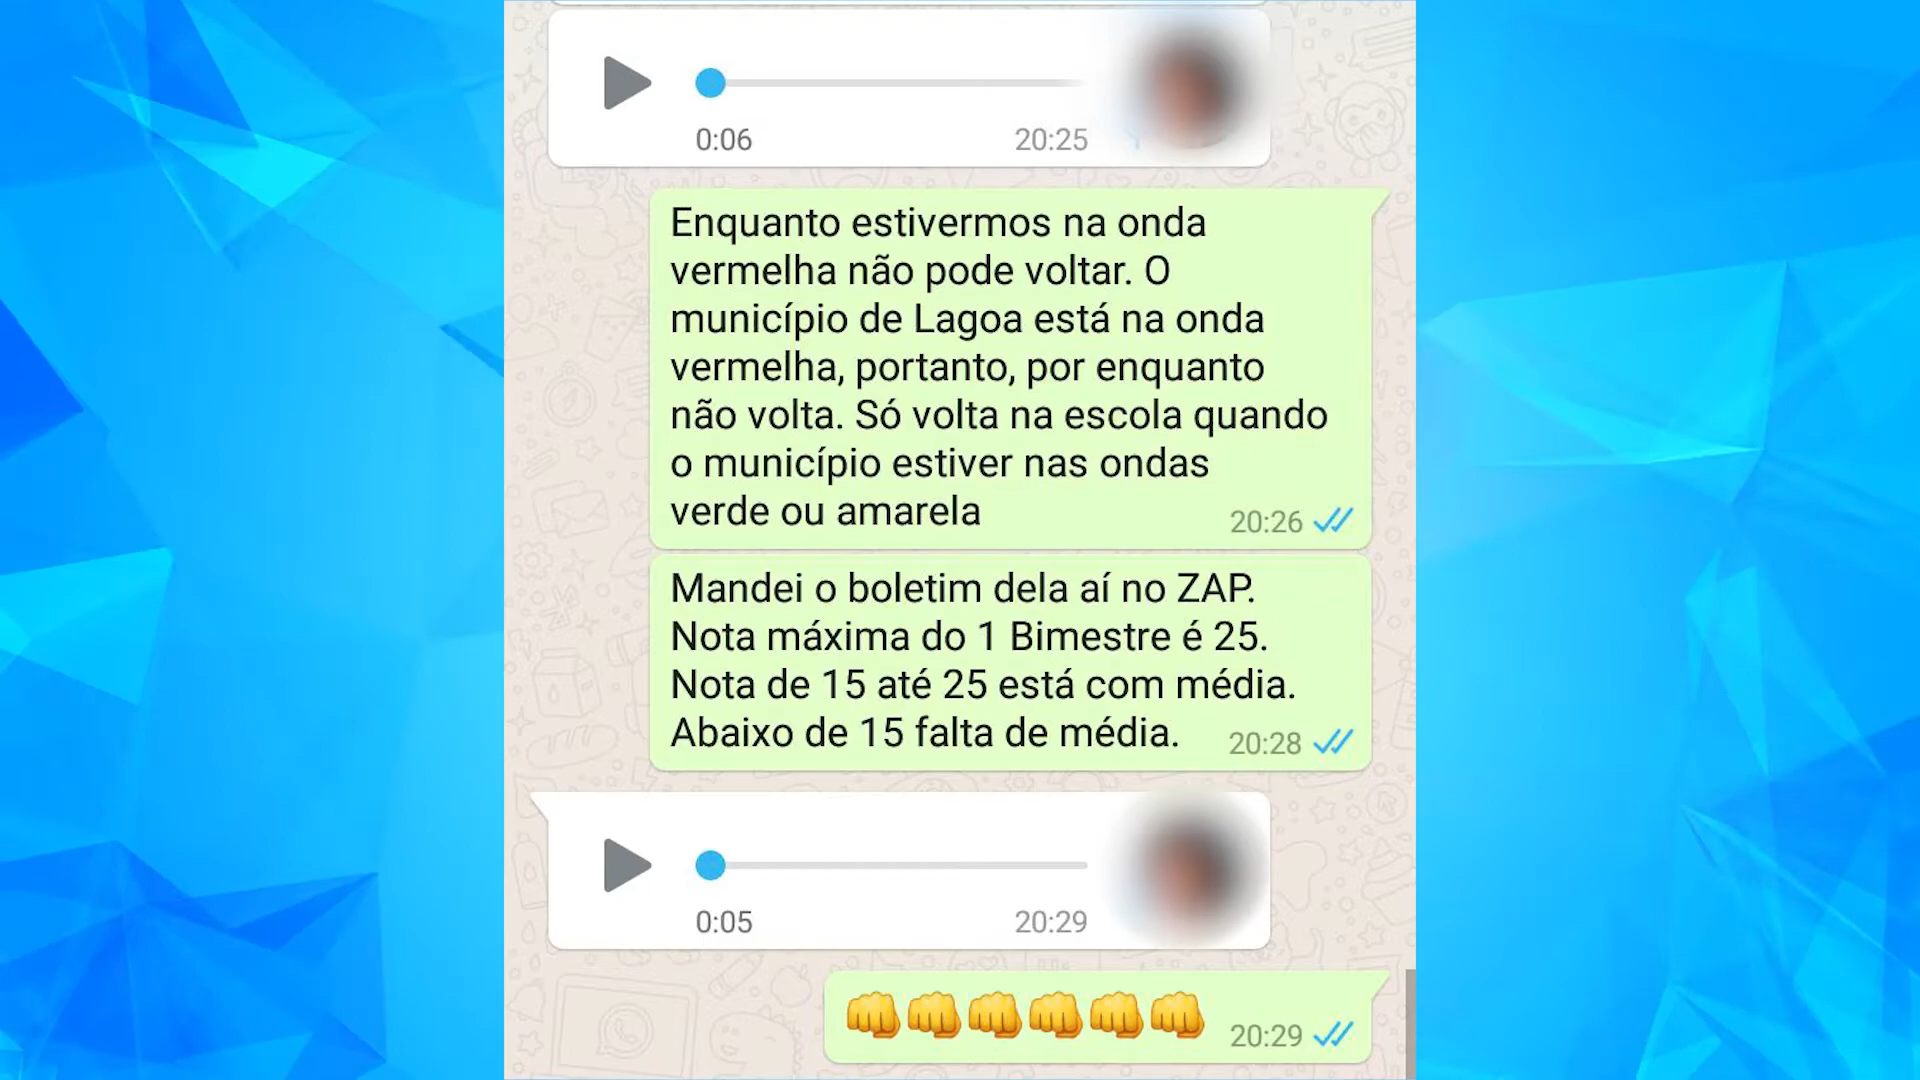 0:06 20:25
Enquanto estivermos na onda
vermelha não pode voltar. O
município de Lagoa está na onda
vermelha, portanto, por enquanto
não volta. Só volta na escola quando
o município estiver nas ondas
verde ou amarela 20:26
Mandei o boletim dela aí no ZAP.
Nota máxima do 1 Bimestre é 25.
Nota de 15 até 25 está com média.
Abaixo de 15 falta de média. 20:28
0:05 20:29
👊👊👊👊👊👊 20:29